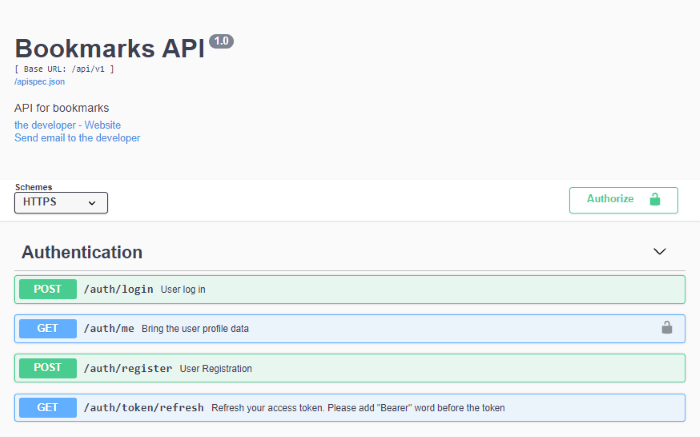 Bookmarks API 1.0
[ Base URL: /api/v1 ]
/apispec.json
API for bookmarks
the developer - Website
Send email to the developer
Schemes
HTTPS
Authorize
Authentication
POST /auth/login User log in
GET /auth/me Bring the user profile data
POST /auth/register User Registration
GET /auth/token/refresh Refresh your access token. Please add "Bearer" word before the token